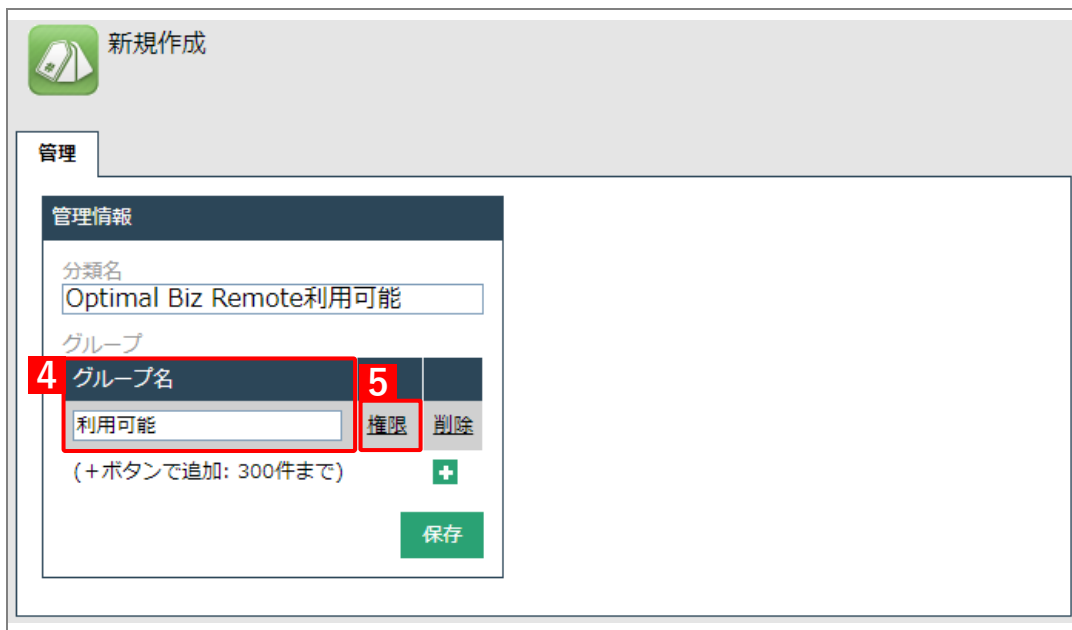 新規作成
管理
管理情報
分類名
Optimal Biz Remote利用可能
グループ
4 グループ名 5
利用可能 権限 削除
(+ボタンで追加: 300件まで)
保存